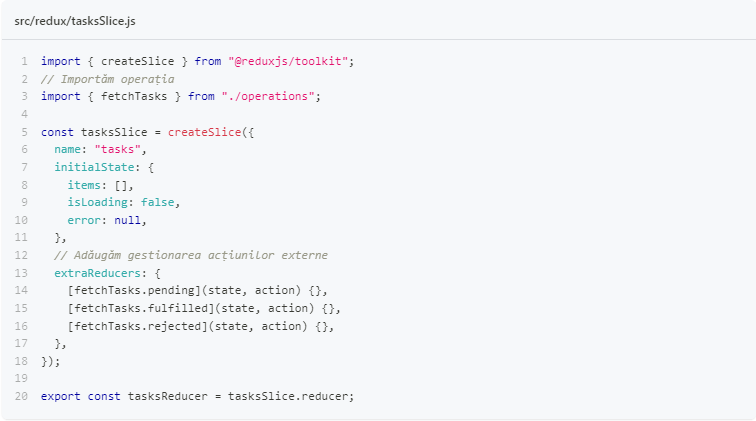 src/redux/tasksSlice.js
1 import { createSlice } from "@reduxjs/toolkit";
2 // Importăm operația
3 import { fetchTasks } from "./operations";
4
5 const tasksSlice = createSlice({
6   name: "tasks",
7   initialState: {
8     items: [],
9     isLoading: false,
10     error: null,
11   },
12   // Adăugăm gestionarea acțiunilor externe
13   extraReducers: {
14     [fetchTasks.pending](state, action) {},
15     [fetchTasks.fulfilled](state, action) {},
16     [fetchTasks.rejected](state, action) {},
17   },
18 });
19
20 export const tasksReducer = tasksSlice.reducer;